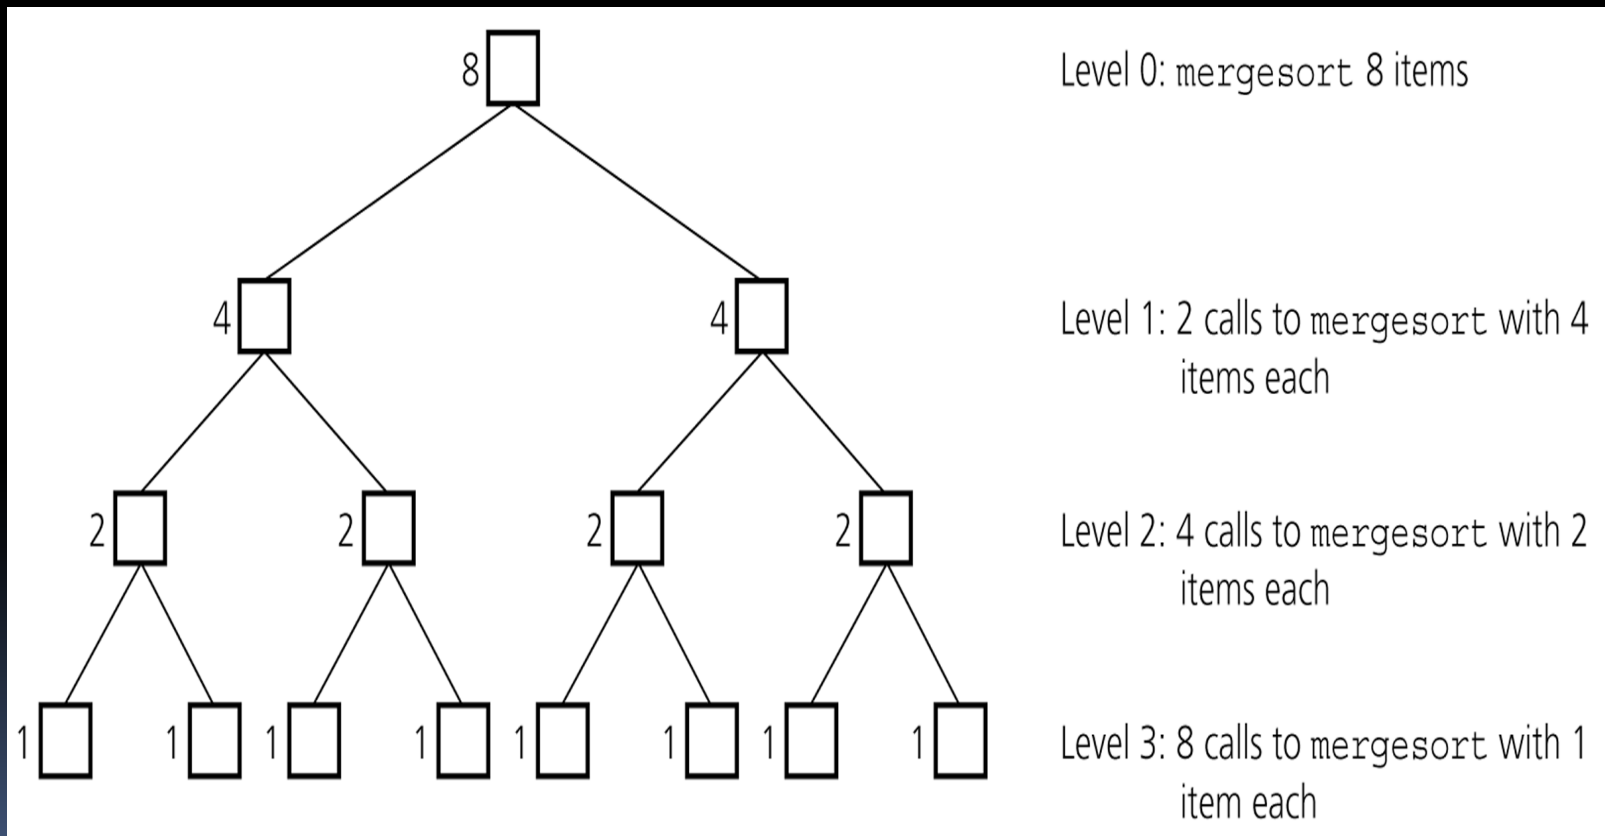 8
Level 0: mergesort 8 items
4
4
Level 1: 2 calls to mergesort with 4
items each
2
2
2
2
Level 2: 4 calls to mergesort with 2
items each
1
1
1
1
1
1
1
1
Level 3: 8 calls to mergesort with 1
item each